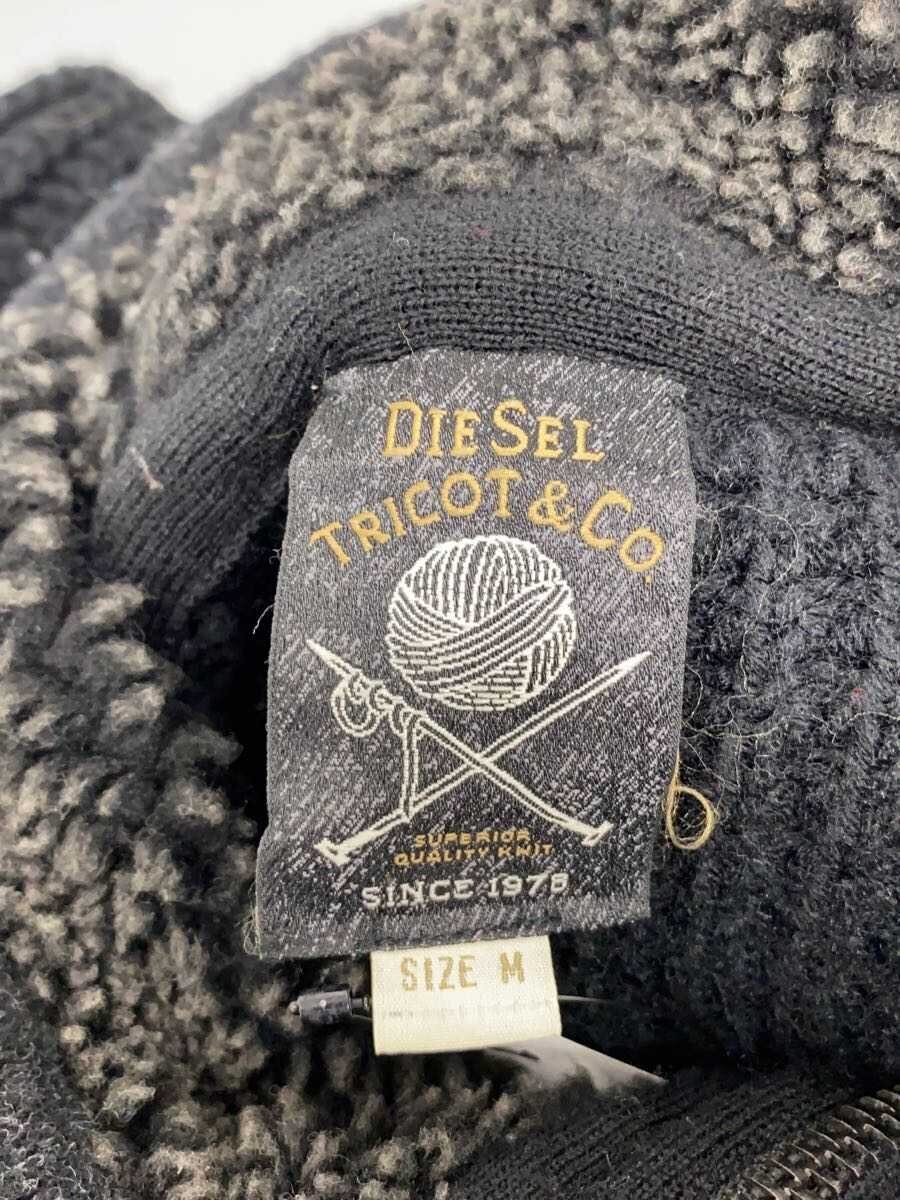 DIESEL
TRICOT & CO.
SUPERIOR
QUALITY KNIT
SINCE 1978
SIZE M